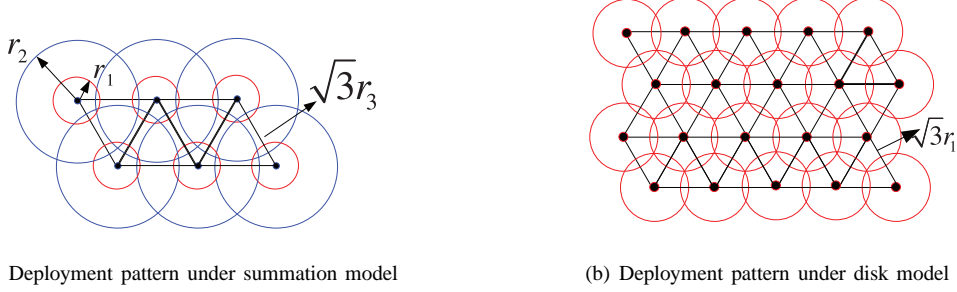 r₂
r₁
√3r₃
√3r₁
Deployment pattern under summation model
(b) Deployment pattern under disk model